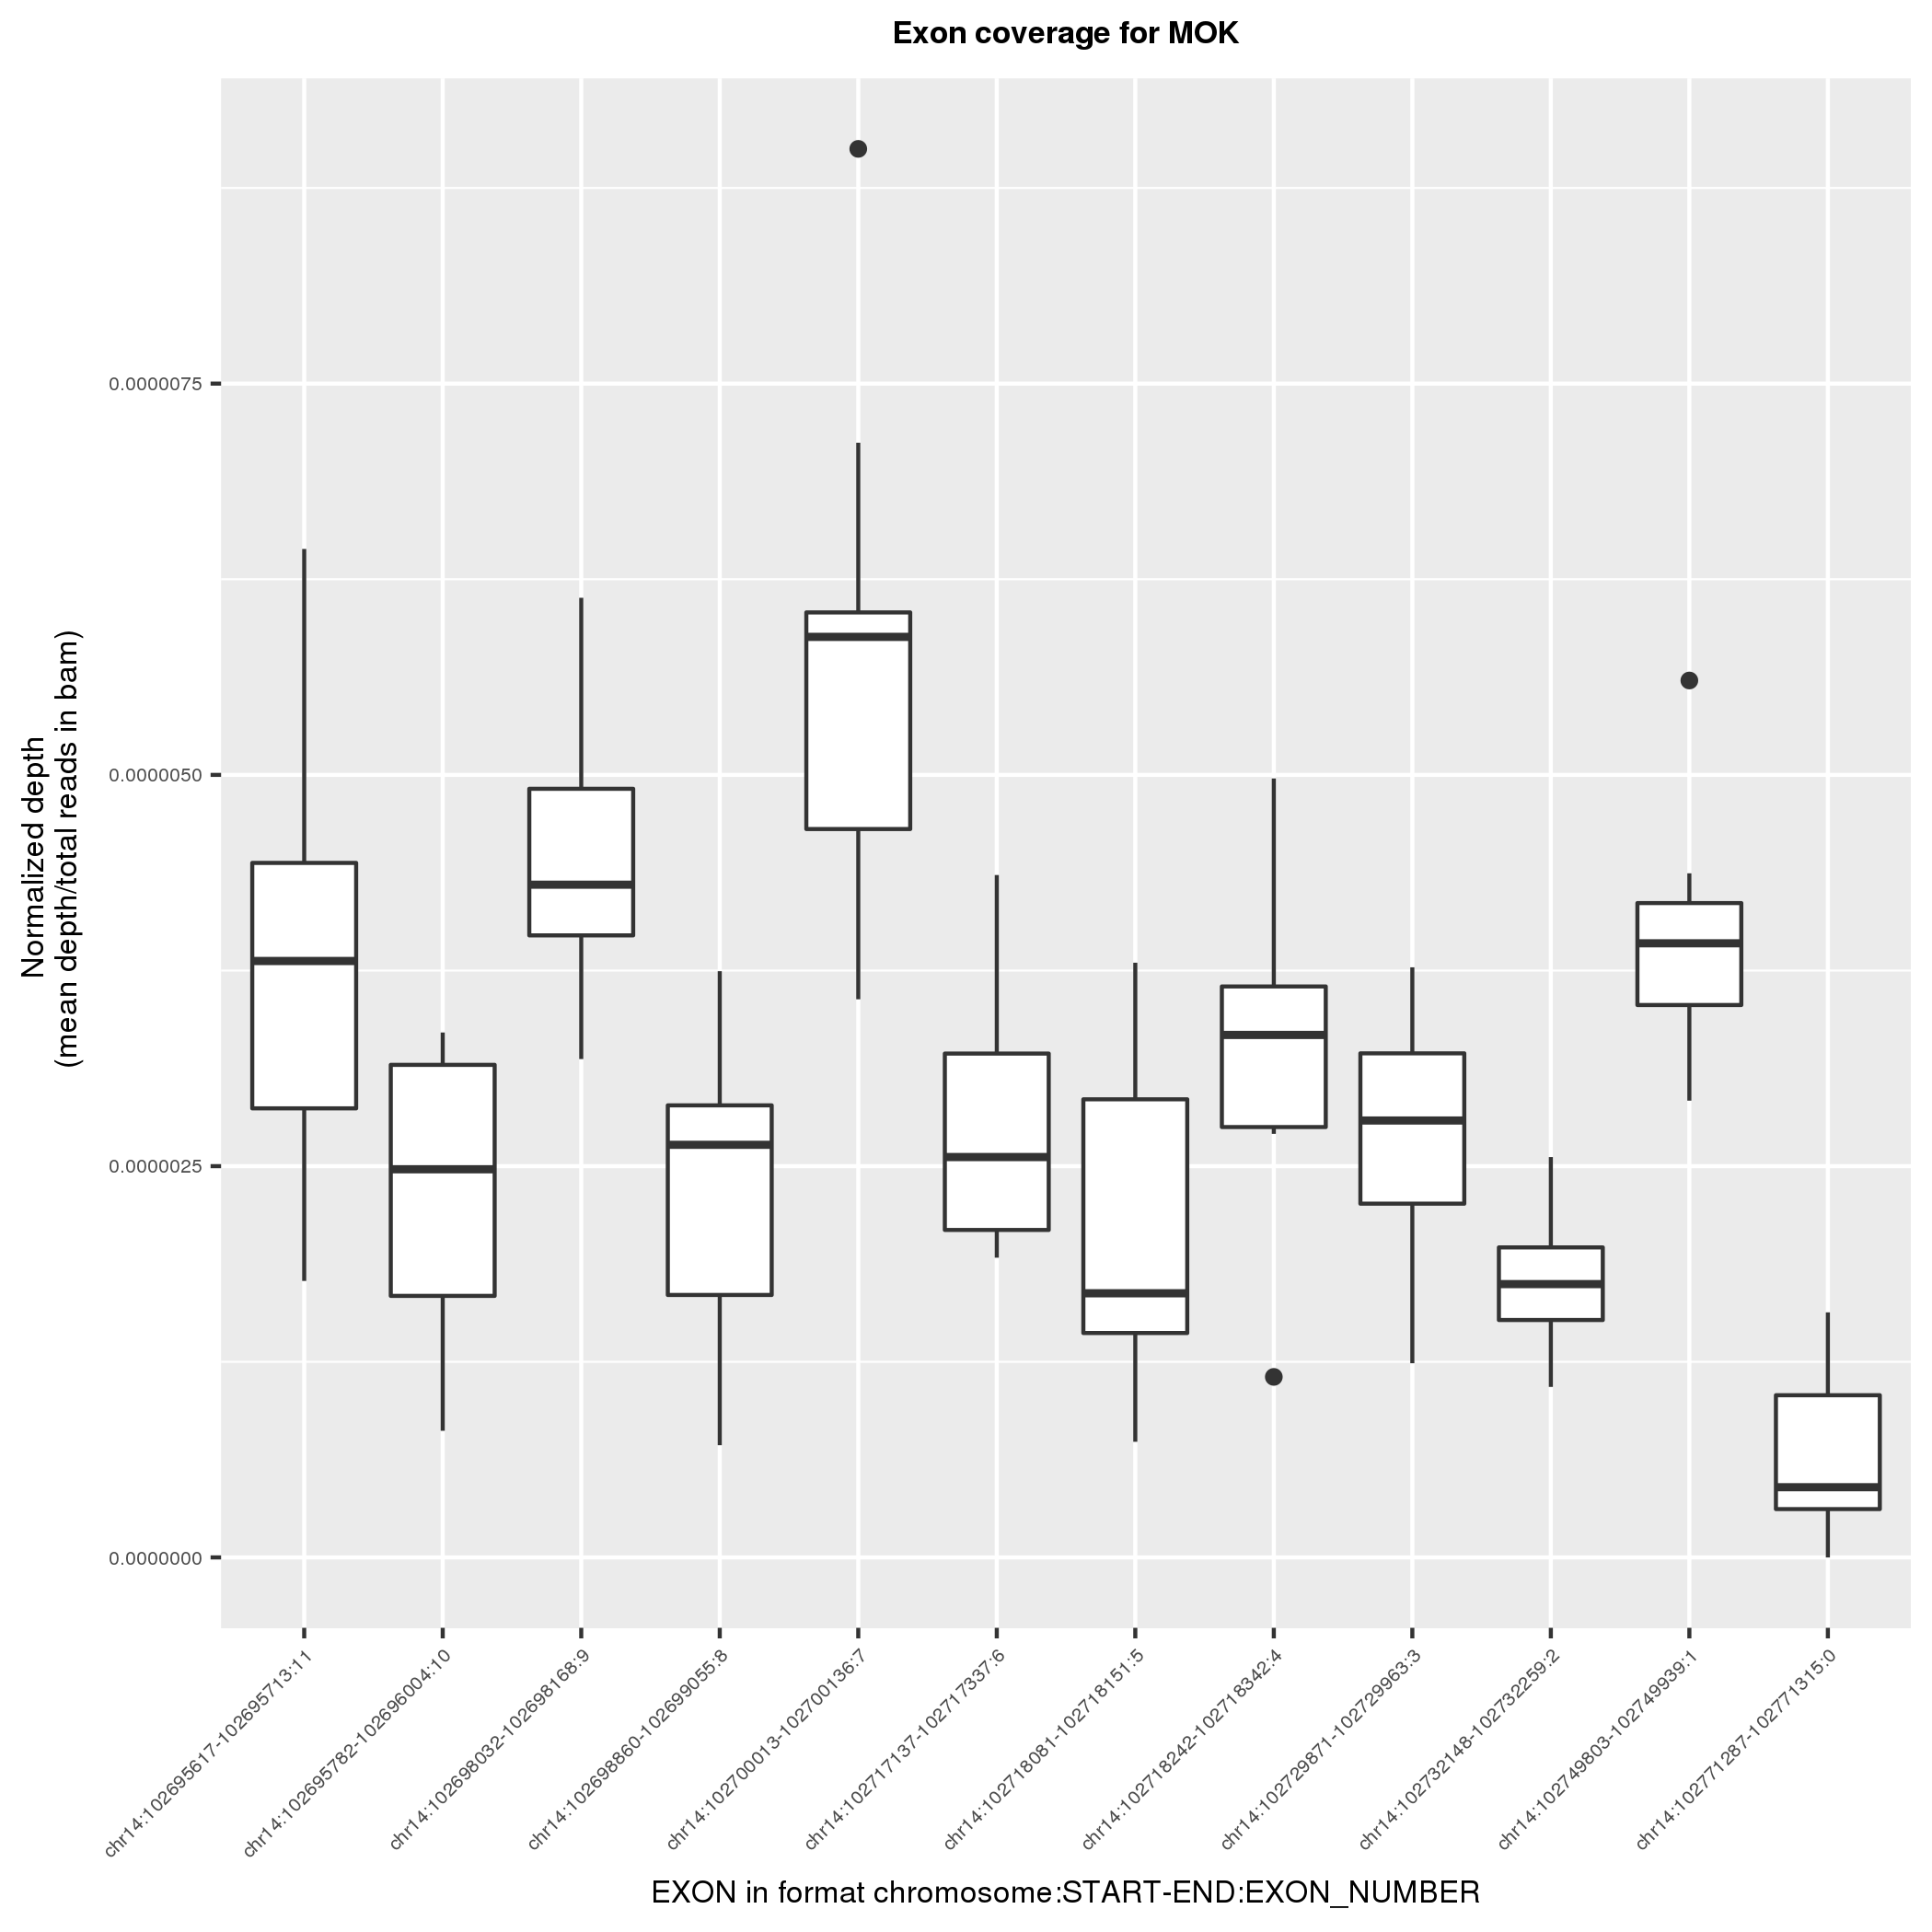 Exon coverage for MOK
Normalized depth
(mean depth/total reads in bam)
0.0000075
0.0000050
0.0000025
0.0000000
chr14:102695617-102695713:11
chr14:102695782-102696004:10
chr14:102698032-102698168:9
chr14:102698860-102699055:8
chr14:102700013-102700136:7
chr14:102717137-102717337:6
chr14:102718081-102718151:5
chr14:102718242-102718342:4
chr14:102729871-102729963:3
chr14:102732148-102732259:2
chr14:102749803-102749939:1
chr14:102771287-102771315:0
EXON in format chromosome:START-END:EXON_NUMBER